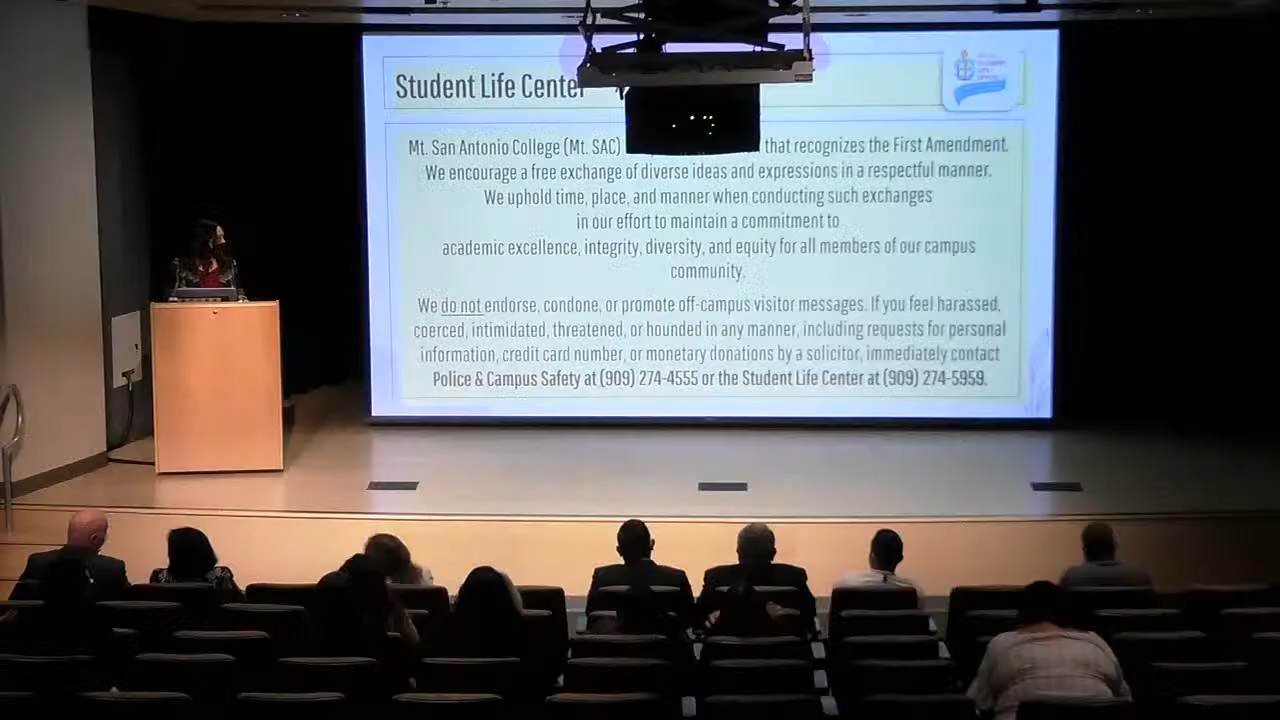 Student Life Center
Mt. San Antonio College (Mt. SAC) that recognizes the First Amendment.
We encourage a free exchange of diverse ideas and expressions in a respectful manner.
We uphold time, place, and manner when conducting such exchanges
in our effort to maintain a commitment to
academic excellence, integrity, diversity, and equity for all members of our campus
community.
We do not endorse, condone, or promote off-campus visitor messages. If you feel harassed,
coerced, intimidated, threatened, or hounded in any manner, including requests for personal
information, credit card number, or monetary donations by a solicitor, immediately contact
Police & Campus Safety at (909) 274-4555 or the Student Life Center at (909) 274-5959.